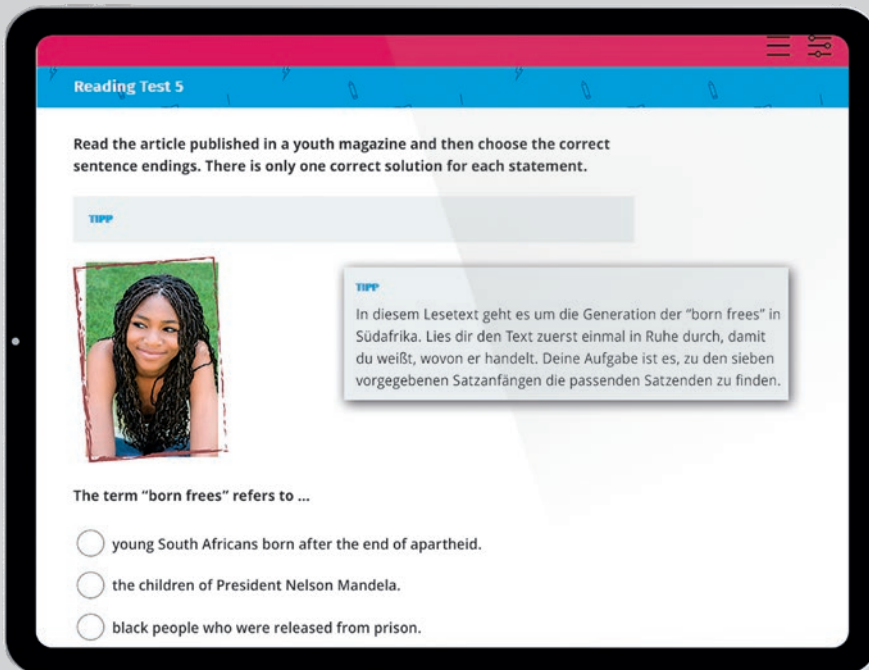 Reading Test 5
Read the article published in a youth magazine and then choose the correct
sentence endings. There is only one correct solution for each statement.
TIPP
TIPP
In diesem Lesetext geht es um die Generation der "born frees" in
Südafrika. Lies dir den Text zuerst einmal in Ruhe durch, damit
du weißt, wovon er handelt. Deine Aufgabe ist es, zu den sieben
vorgegebenen Satzanfängen die passenden Satzenden zu finden.
The term "born frees" refers to ...
young South Africans born after the end of apartheid.
the children of President Nelson Mandela.
black people who were released from prison.